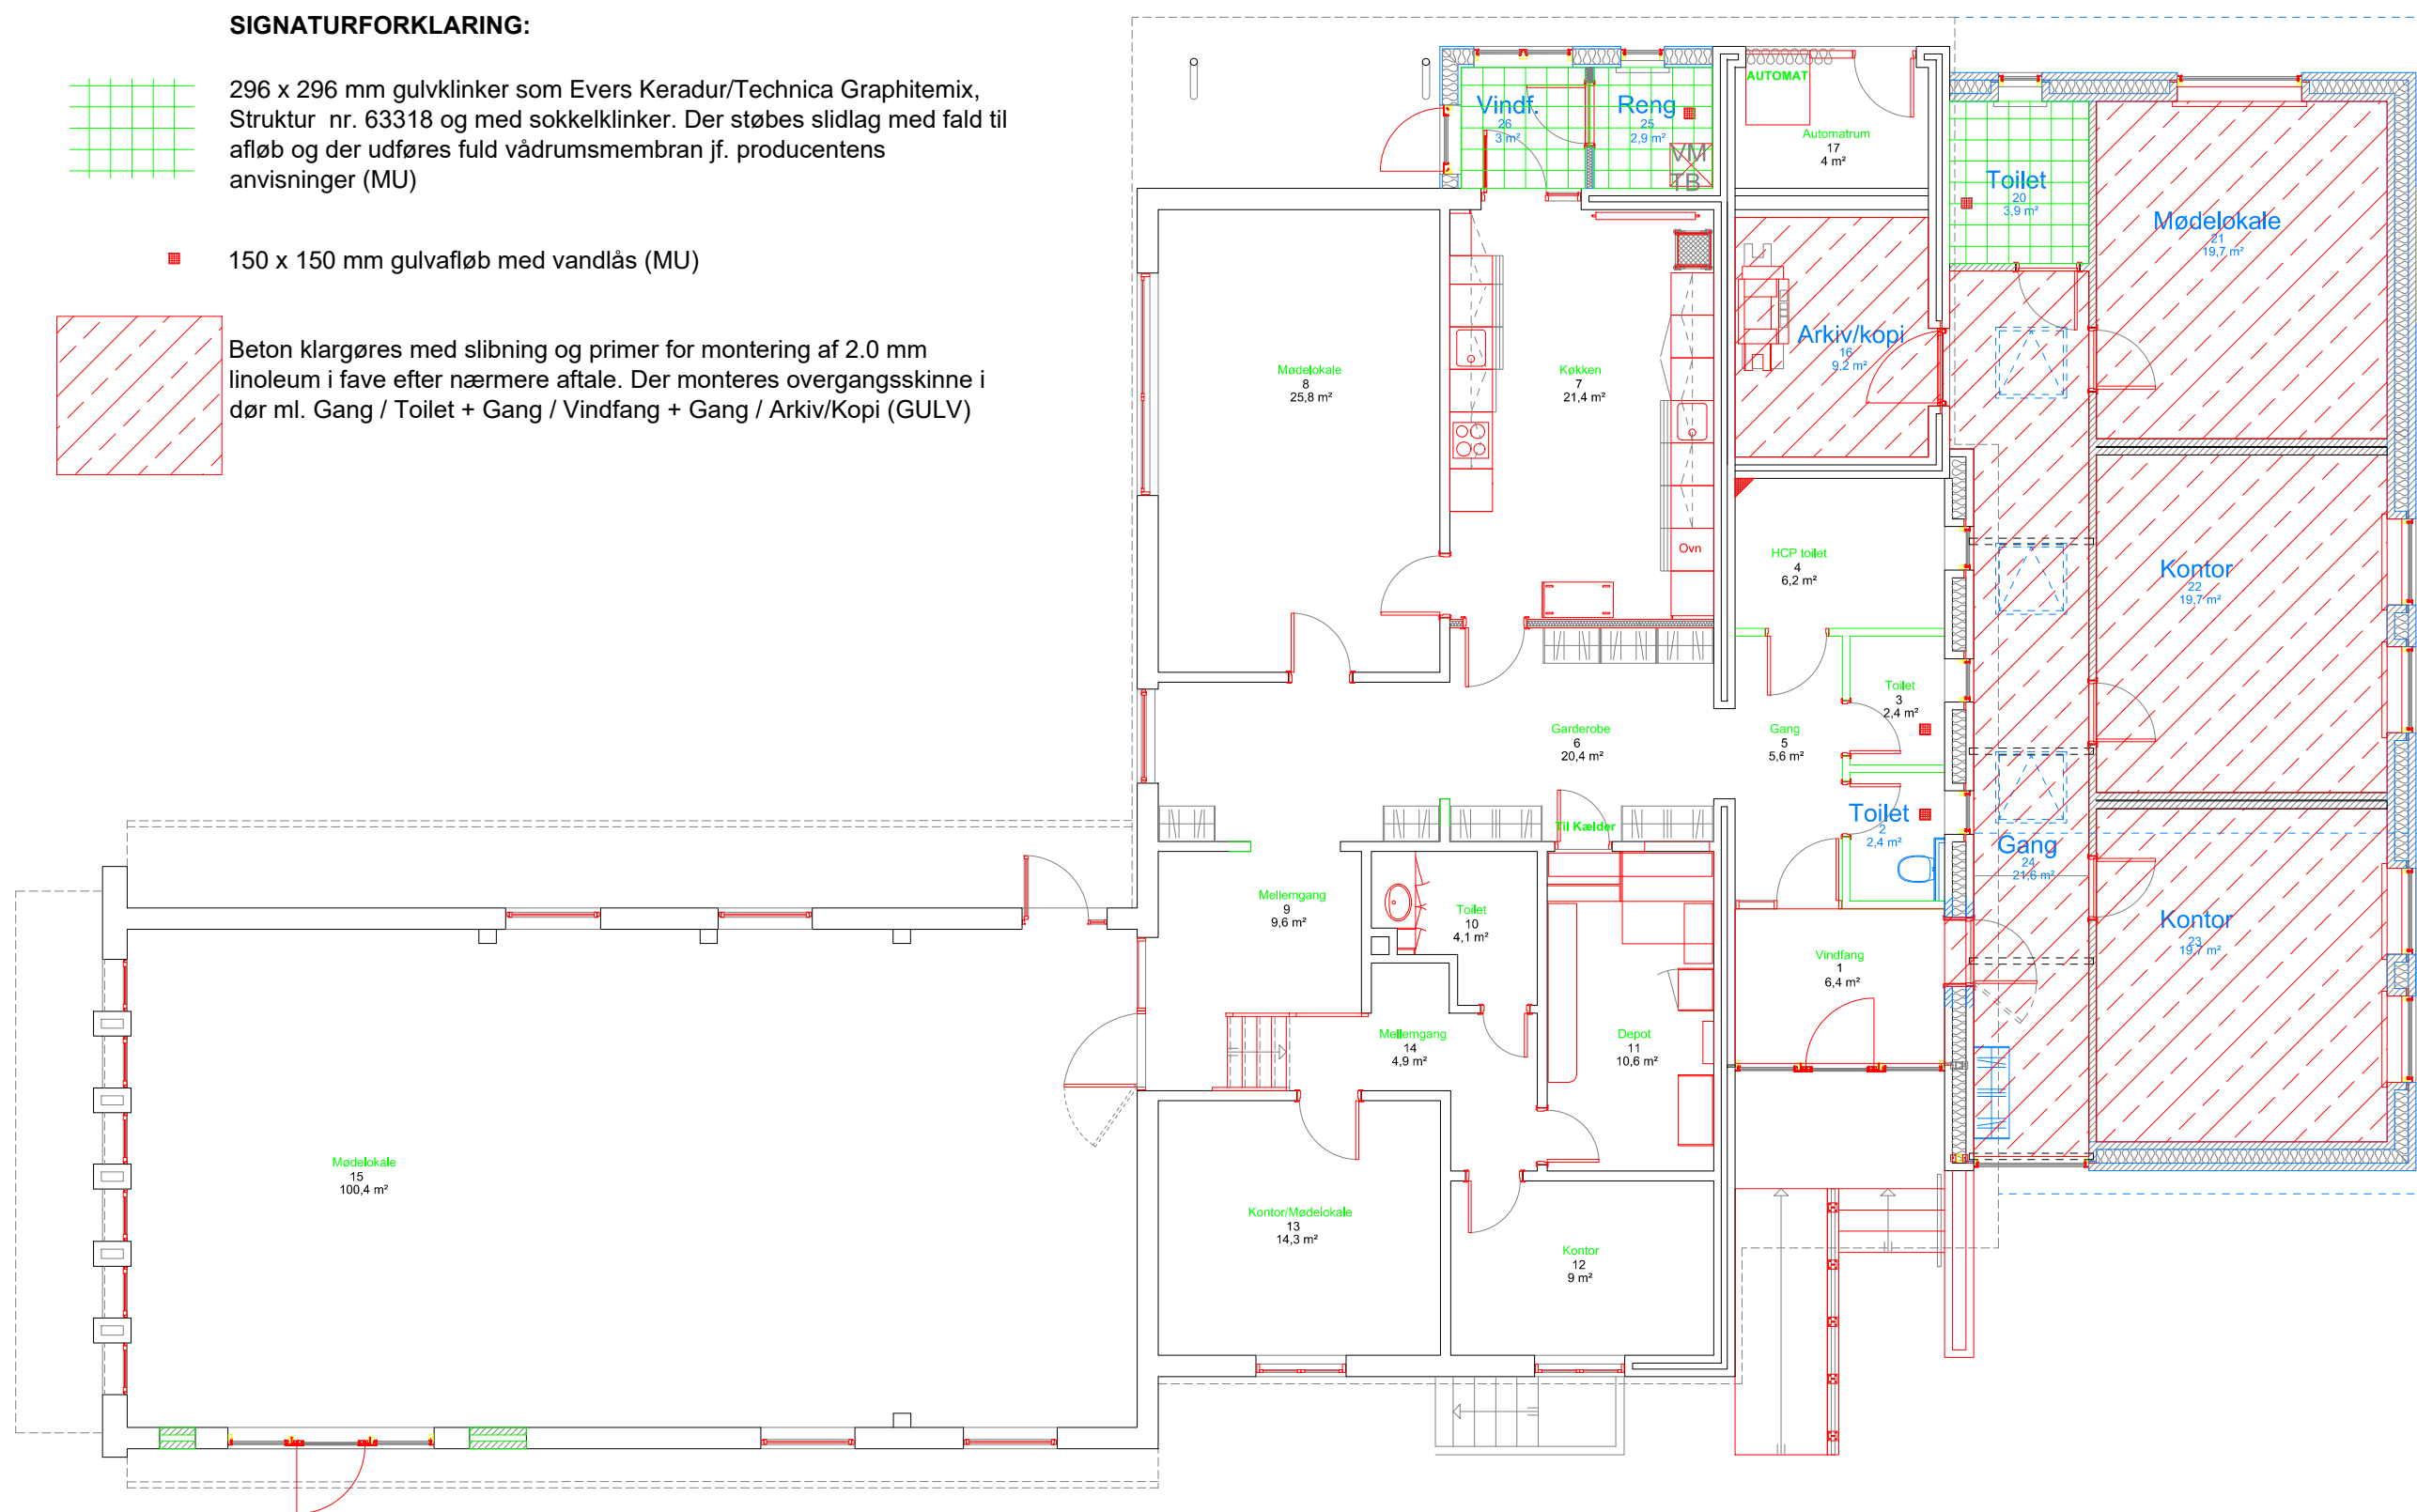 SIGNATURFORKLARING:
296 x 296 mm gulvklinker som Evers Keradur/Technica Graphitemix,
Struktur nr. 63318 og med sokkelklinker. Der støbes slidlag med fald til
afløb og der udføres fuld vådrumsmembran jf. producentens
anvisninger (MU)
150 x 150 mm gulvafløb med vandlås (MU)
Beton klargøres med slibning og primer for montering af 2.0 mm
linoleum i fave efter nærmere aftale. Der monteres overgangsskinne i
dør ml. Gang / Toilet + Gang / Vindfang + Gang / Arkiv/Kopi (GULV)
Vindf.
26
3 m²
Reng
25
2,9 m²
VM
TB
AUTOMAT
Automatrum
17
4 m²
Toilet
20
3,9 m²
Mødelokale
21
19,7 m²
Arkiv/kopi
16
9,2 m²
Mødelokale
8
25,8 m²
Køkken
7
21,4 m²
Ovn
HCP toilet
4
6,2 m²
Kontor
22
19,7 m²
Toilet
3
2,4 m²
Garderobe
6
20,4 m²
Gang
5
5,6 m²
Til Kælder
Toilet
2
2,4 m²
Gang
24
21,6 m²
Kontor
23
19,7 m²
Mellemgang
9
9,6 m²
Toilet
10
4,1 m²
Vindfang
1
6,4 m²
Mellemgang
14
4,9 m²
Depot
11
10,6 m²
Mødelokale
15
100,4 m²
Kontor/Mødelokale
13
14,3 m²
Kontor
12
9 m²